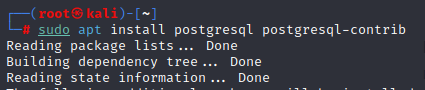 ┌──(root㉿kali)-[~]
└─# sudo apt install postgresql postgresql-contrib
Reading package lists... Done
Building dependency tree... Done
Reading state information... Done